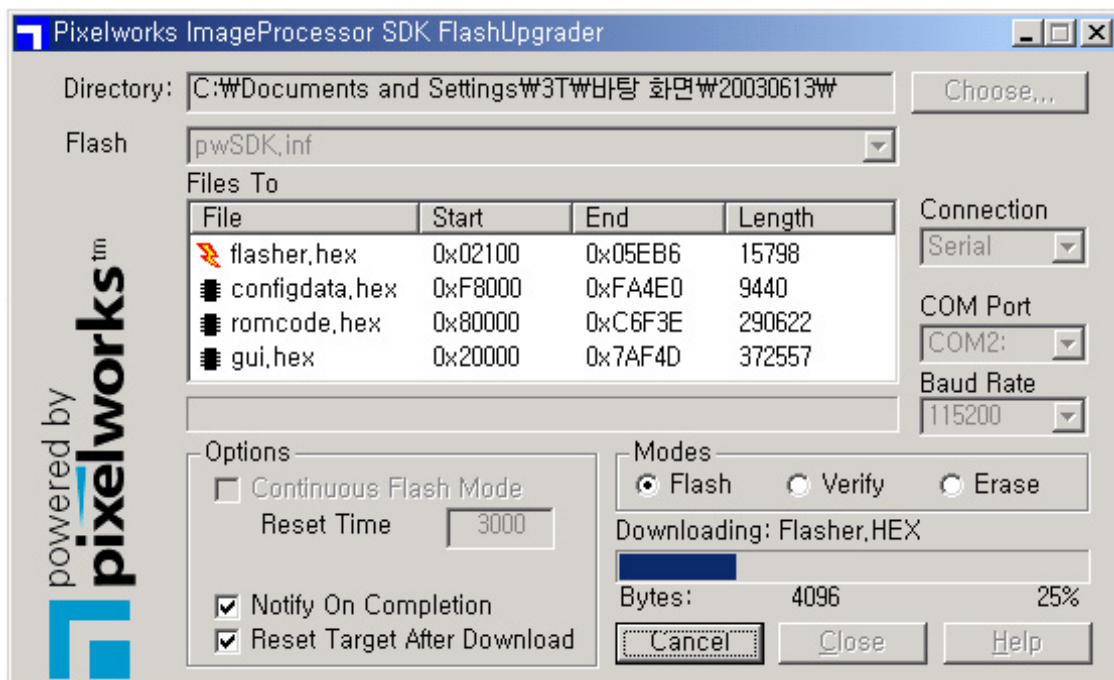 Pixelworks ImageProcessor SDK FlashUpgrader
Directory: C:₩Documents and Settings₩3T₩바탕 화면₩20030613₩ Choose...
Flash pwSDK.inf
Files To
File Start End Length
flasher.hex 0x02100 0x05EB6 15798
configdata.hex 0xF8000 0xFA4E0 9440
romcode.hex 0x80000 0xC6F3E 290622
gui.hex 0x20000 0x7AF4D 372557
Connection
Serial
COM Port
COM2:
Baud Rate
115200
powered by
pixelworks™
Options
Continuous Flash Mode
Reset Time 3000
Notify On Completion
Reset Target After Download
Modes
Flash Verify Erase
Downloading: Flasher.HEX
Bytes: 4096 25%
Cancel Close Help